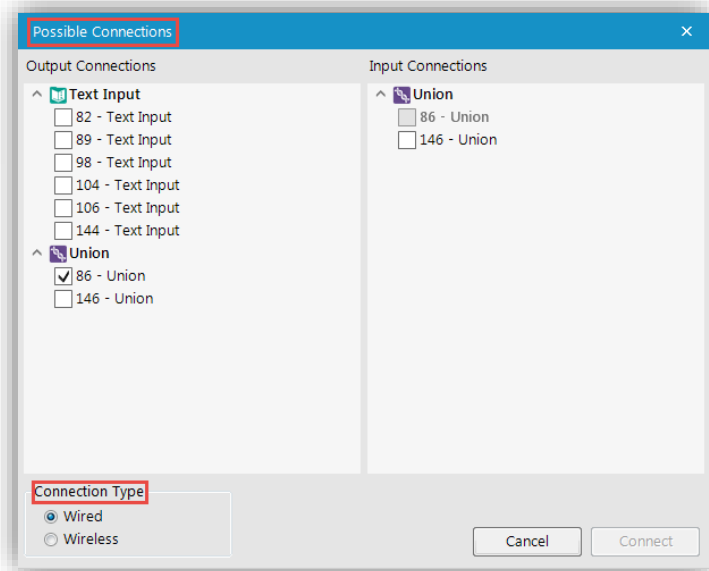 Possible Connections
Output Connections
Text Input
82 - Text Input
89 - Text Input
98 - Text Input
104 - Text Input
106 - Text Input
144 - Text Input
Union
86 - Union
146 - Union
Input Connections
Union
86 - Union
146 - Union
Connection Type
Wired
Wireless
Cancel
Connect